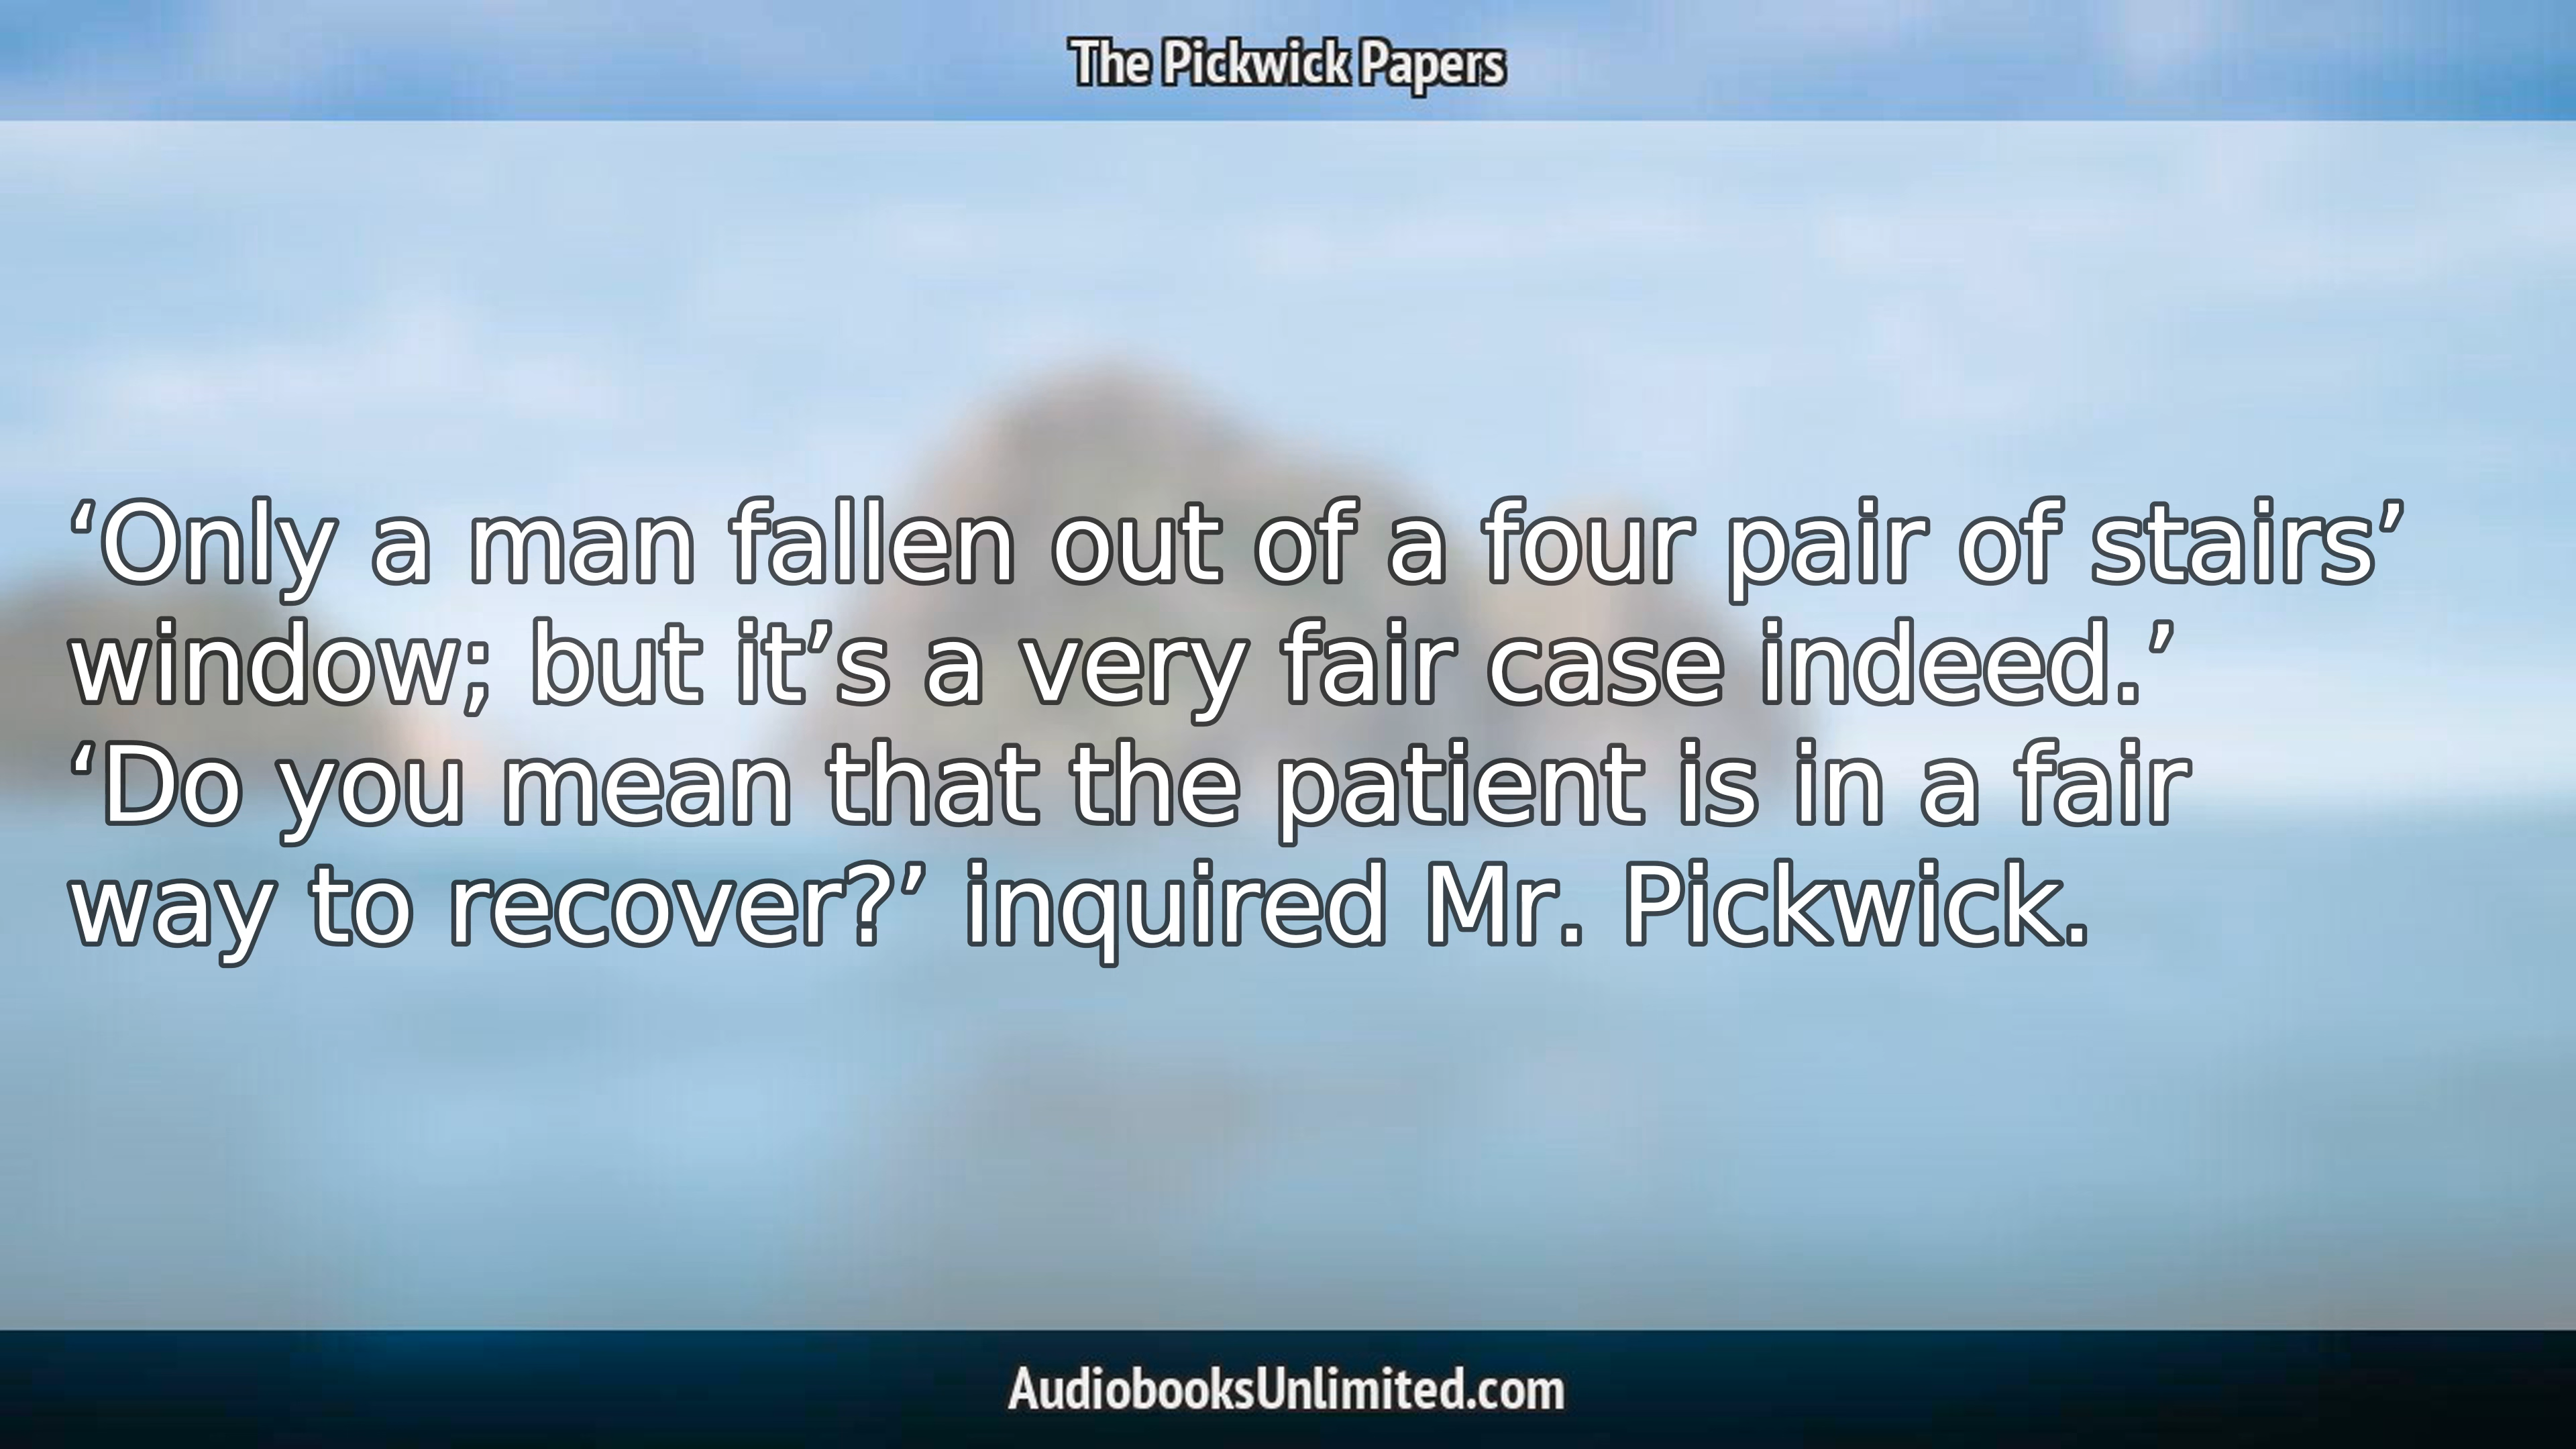 The Pickwick Papers
‘Only a man fallen out of a four pair of stairs’
window; but it’s a very fair case indeed.’
‘Do you mean that the patient is in a fair
way to recover?’ inquired Mr. Pickwick.
AudiobooksUnlimited.com